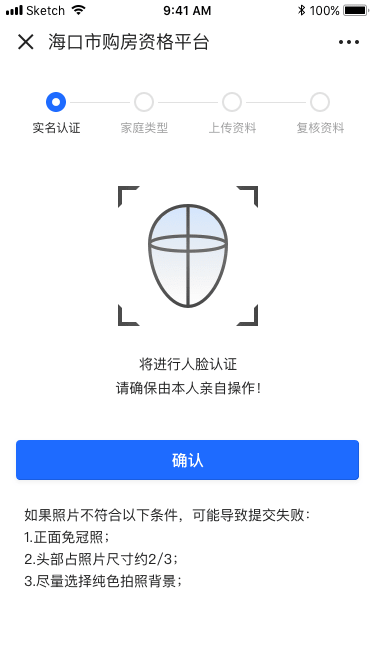 Sketch 9:41 AM 100%
海口市购房资格平台
实名认证 家庭类型 上传资料 复核资料
将进行人脸认证
请确保由本人亲自操作！
确认
如果照片不符合以下条件，可能导致提交失败：
1.正面免冠照；
2.头部占照片尺寸约2/3；
3.尽量选择纯色拍照背景；